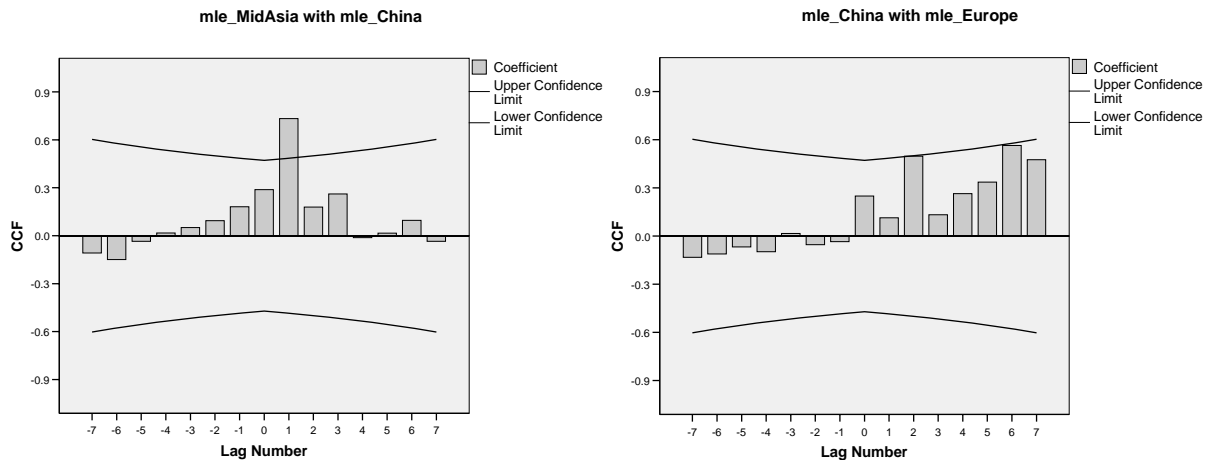 mle_MidAsia with mle_China
Coefficient
Upper Confidence
Limit
Lower Confidence
Limit
CCF
0.9
0.6
0.3
0.0
-0.3
-0.6
-0.9
-7 -6 -5 -4 -3 -2 -1 0 1 2 3 4 5 6 7
Lag Number
mle_China with mle_Europe
Coefficient
Upper Confidence
Limit
Lower Confidence
Limit
CCF
0.9
0.6
0.3
0.0
-0.3
-0.6
-0.9
-7 -6 -5 -4 -3 -2 -1 0 1 2 3 4 5 6 7
Lag Number